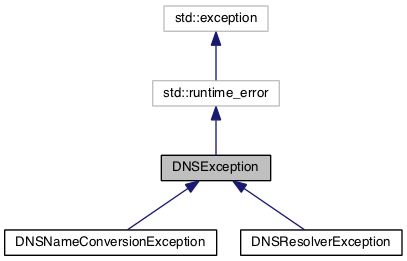 std::exception
std::runtime_error
DNSException
DNSNameConversionException
DNSResolverException